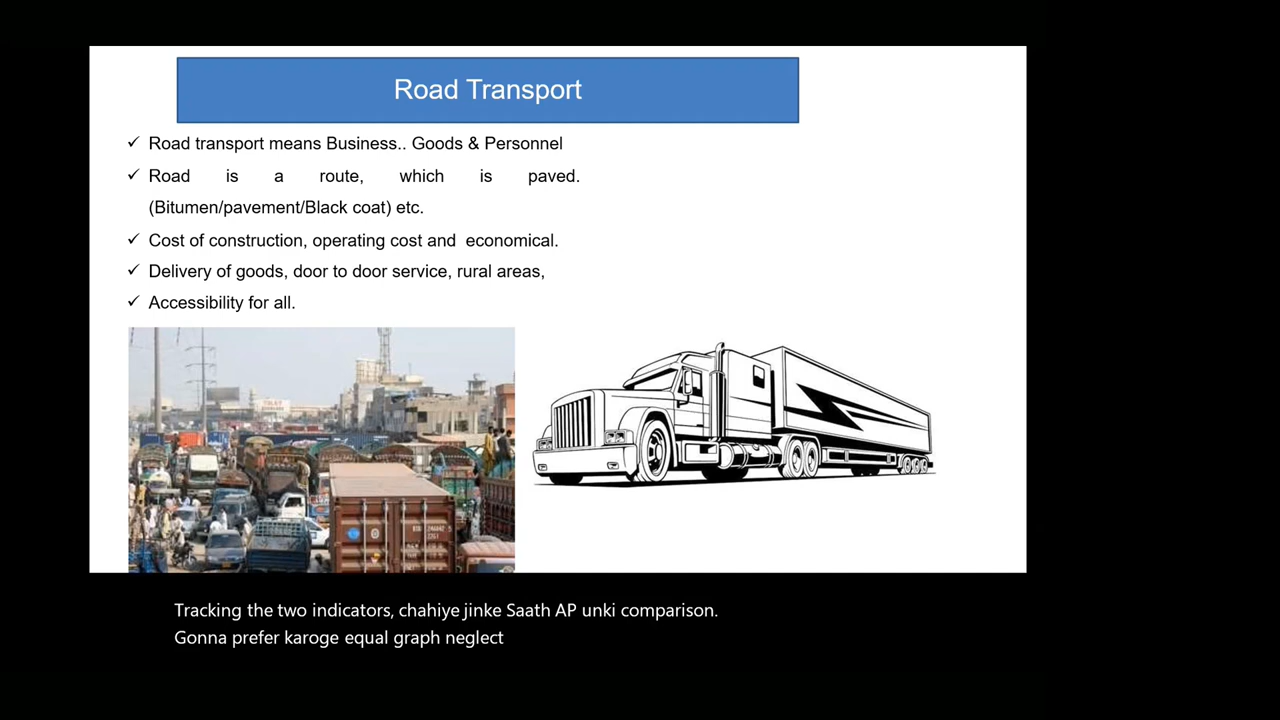 Road Transport
✓ Road transport means Business.. Goods & Personnel
✓ Road is a route, which is paved.
(Bitumen/pavement/Black coat) etc.
✓ Cost of construction, operating cost and economical.
✓ Delivery of goods, door to door service, rural areas,
✓ Accessibility for all.
Tracking the two indicators, chahiye jinke Saath AP unki comparison.
Gonna prefer karoge equal graph neglect